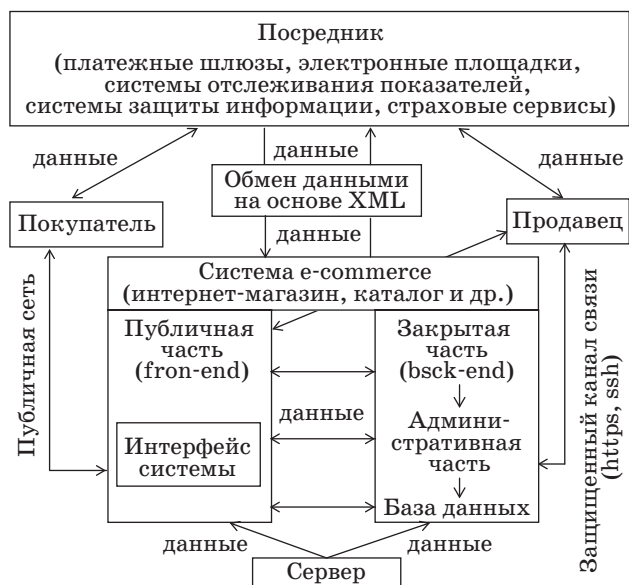 Посредник
(платежные шлюзы, электронные площадки,
системы отслеживания показателей,
системы защиты информации, страховые сервисы)
данные
данные
данные
Обмен данными
на основе XML
Покупатель
Продавец
данные
Система e-commerce
(интернет-магазин, каталог и др.)
Публичная сеть
Публичная
часть
(fron-end)
Закрытая
часть
(bsck-end)
данные
Интерфейс
системы
Админи-
стративная
часть
База данных
Защищенный канал связи
(https, ssh)
данные
данные
Сервер